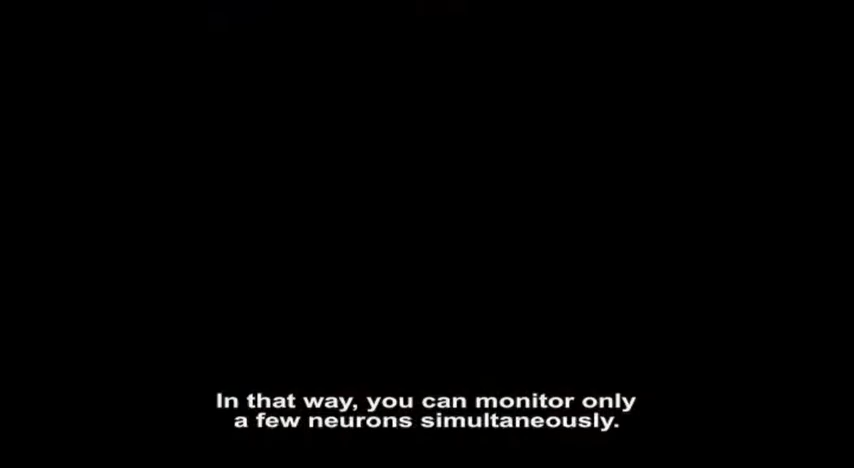 In that way, you can monitor only
a few neurons simultaneously.